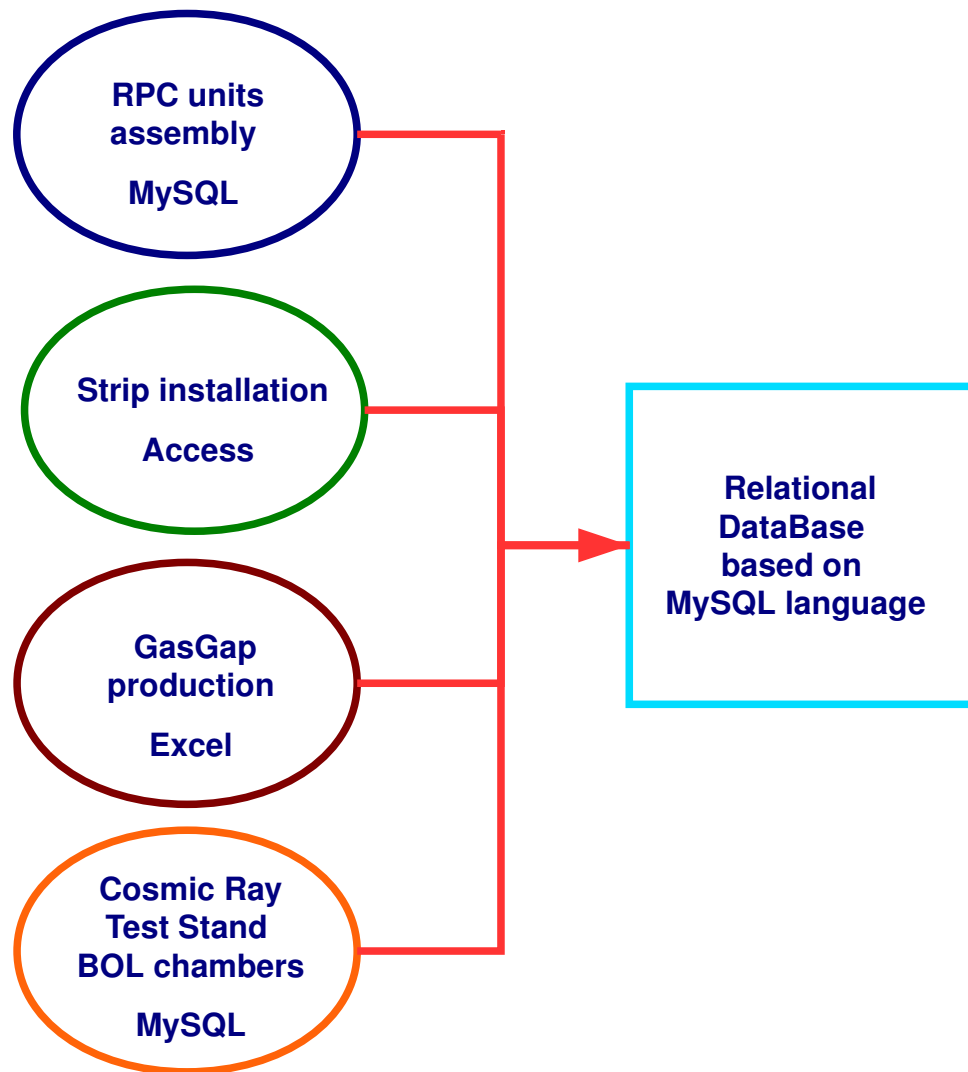 RPC units
assembly
MySQL
Strip installation
Access
GasGap
production
Excel
Cosmic Ray
Test Stand
BOL chambers
MySQL
Relational
DataBase
based on
MySQL language